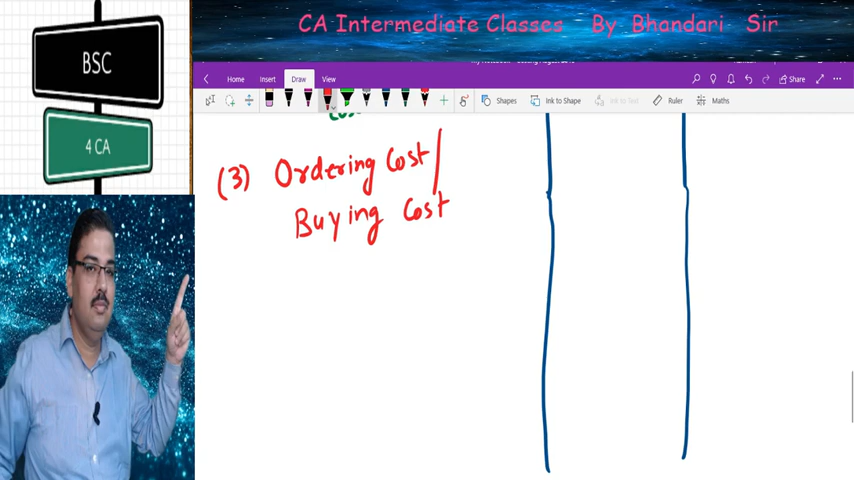 BSC
4 CA
CA Intermediate Classes By Bhandari Sir
Home Insert Draw View
Share
Shapes Ink to Shape Ink to Text Ruler Maths
(3) Ordering Cost/
Buying Cost